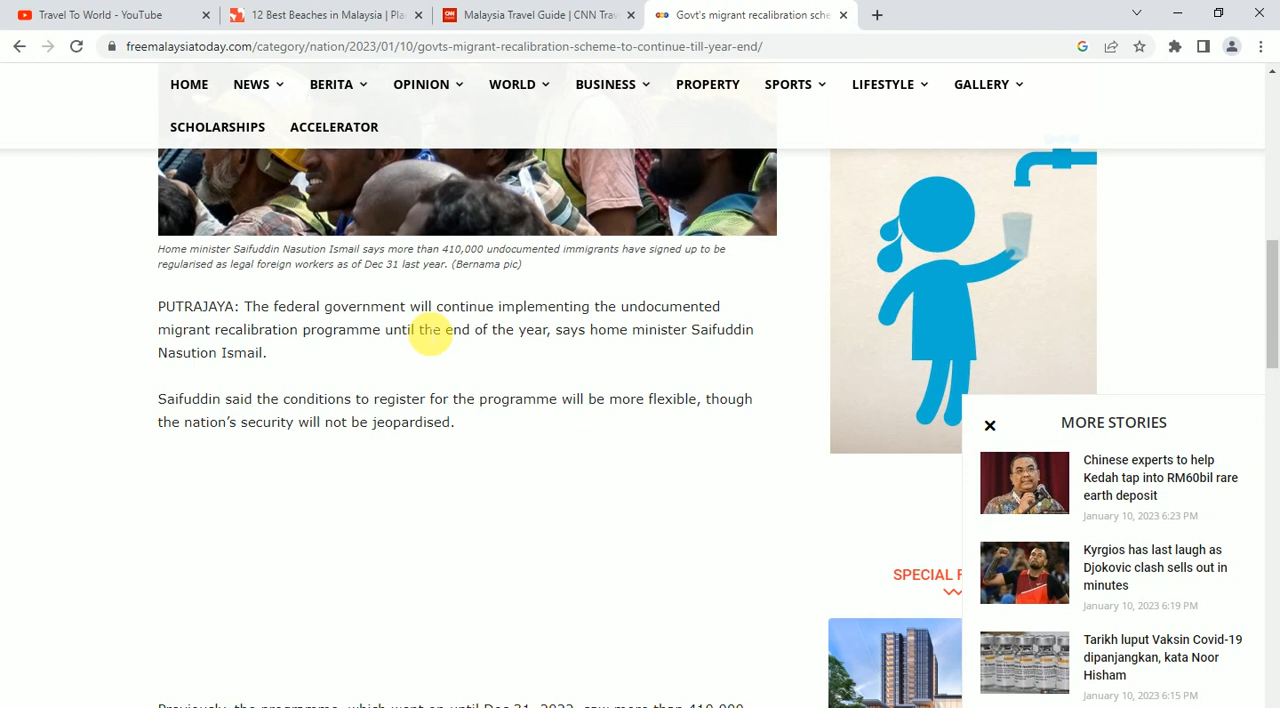 Travel To World - YouTube
12 Best Beaches in Malaysia | Pla
Malaysia Travel Guide | CNN Trav
Govt's migrant recalibration sche
freemalaysiatoday.com/category/nation/2023/01/10/govts-migrant-recalibration-scheme-to-continue-till-year-end/
HOME NEWS BERITA OPINION WORLD BUSINESS PROPERTY SPORTS LIFESTYLE GALLERY
SCHOLARSHIPS ACCELERATOR
Home minister Saifuddin Nasution Ismail says more than 410,000 undocumented immigrants have signed up to be
regularised as legal foreign workers as of Dec 31 last year. (Bernama pic)
PUTRAJAYA: The federal government will continue implementing the undocumented
migrant recalibration programme until the end of the year, says home minister Saifuddin
Nasution Ismail.
Saifuddin said the conditions to register for the programme will be more flexible, though
the nation’s security will not be jeopardised.
SPECIAL F
MORE STORIES
Chinese experts to help
Kedah tap into RM60bil rare
earth deposit
January 10, 2023 6:23 PM
Kyrgios has last laugh as
Djokovic clash sells out in
minutes
January 10, 2023 6:19 PM
Tarikh luput Vaksin Covid-19
dipanjangkan, kata Noor
Hisham
January 10, 2023 6:15 PM